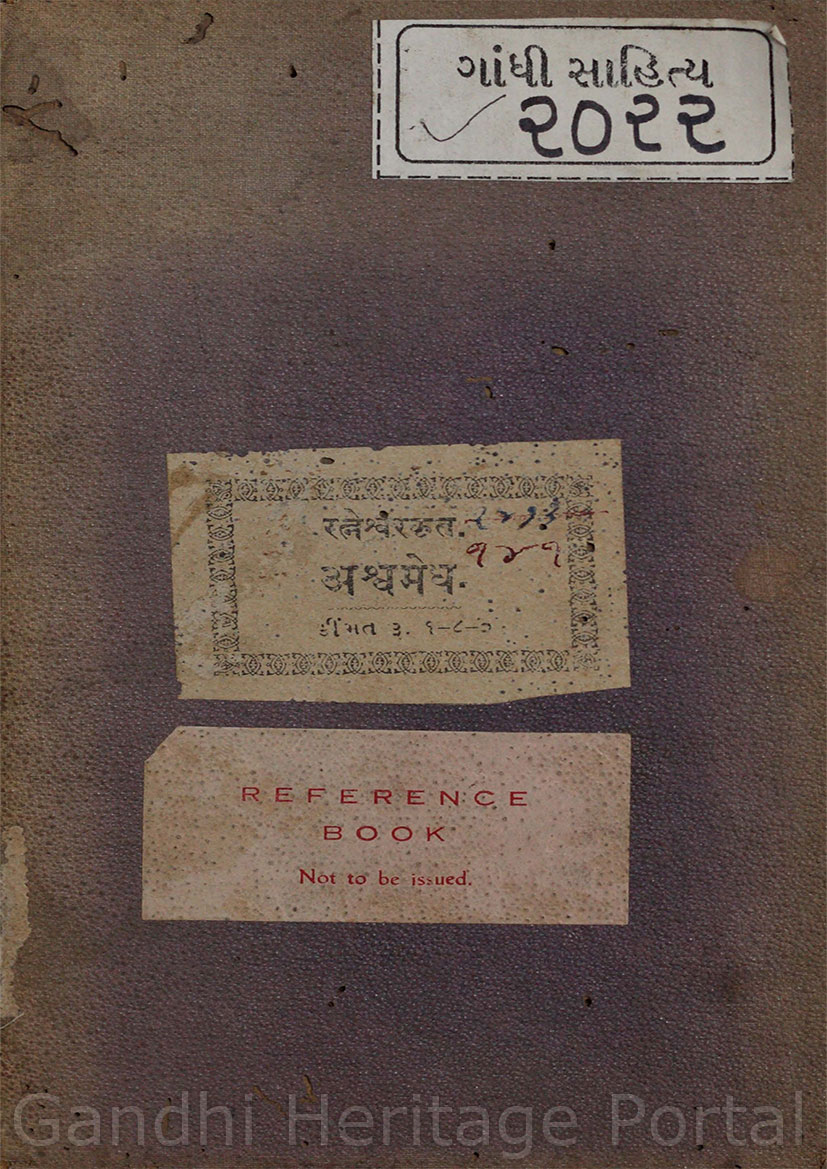 ગાંધી સાહિત્ય
૨૦૨૨
रत्नेश्वरकृत.
अश्वमेध.
કીંમત રૂ. ૧-૮-૦
REFERENCE
BOOK
Not to be issued.
Gandhi Heritage Portal